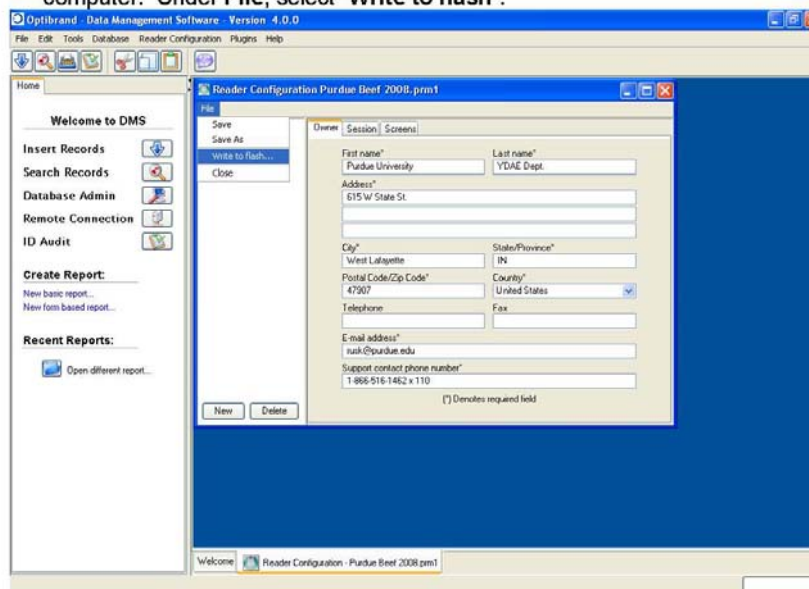 computer. Under File, select "Write to flash".
Optibrand - Data Management Software - Version 4.0.0
File Edit Tools Database Reader Configuration Plugins Help
Home
Welcome to DMS
Insert Records
Search Records
Database Admin
Remote Connection
ID Audit
Create Report:
New basic report...
New form based report...
Recent Reports:
Open different report...
Reader Configuration Purdue Beef 2008.prm1
File
Save
Save As
Write to flash...
Close
New Delete
Owner Session Screens
First name* Last name*
Purdue University YDAE Dept.
Address*
615 W State St.
City* State/Province*
West Lafayette IN
Postal Code/Zip Code* Country*
47907 United States
Telephone Fax
E-mail address*
rusk@purdue.edu
Support contact phone number*
1-866-516-1462 x 110
(*) Denotes required field
Welcome Reader Configuration - Purdue Beef 2008.prm1